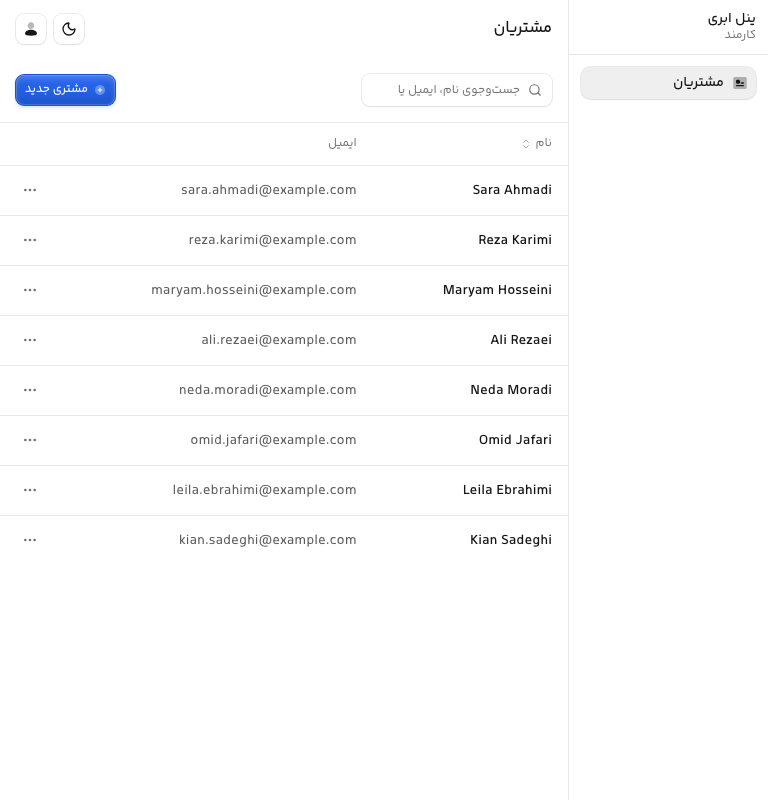 پنل ابری
کارمند
مشتریان
مشتریان
جست‌وجوی نام، ایمیل یا
مشتری جدید
نام ایمیل
Sara Ahmadi sara.ahmadi@example.com
Reza Karimi reza.karimi@example.com
Maryam Hosseini maryam.hosseini@example.com
Ali Rezaei ali.rezaei@example.com
Neda Moradi neda.moradi@example.com
Omid Jafari omid.jafari@example.com
Leila Ebrahimi leila.ebrahimi@example.com
Kian Sadeghi kian.sadeghi@example.com